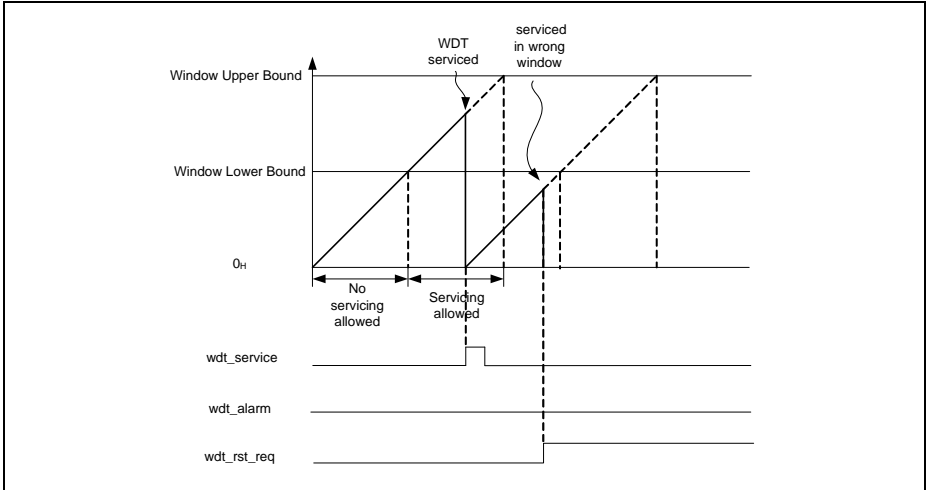 serviced
in wrong
window
WDT
serviced
Window Upper Bound
Window Lower Bound
0H
No
servicing
allowed
Servicing
allowed
wdt_service
wdt_alarm
wdt_rst_req